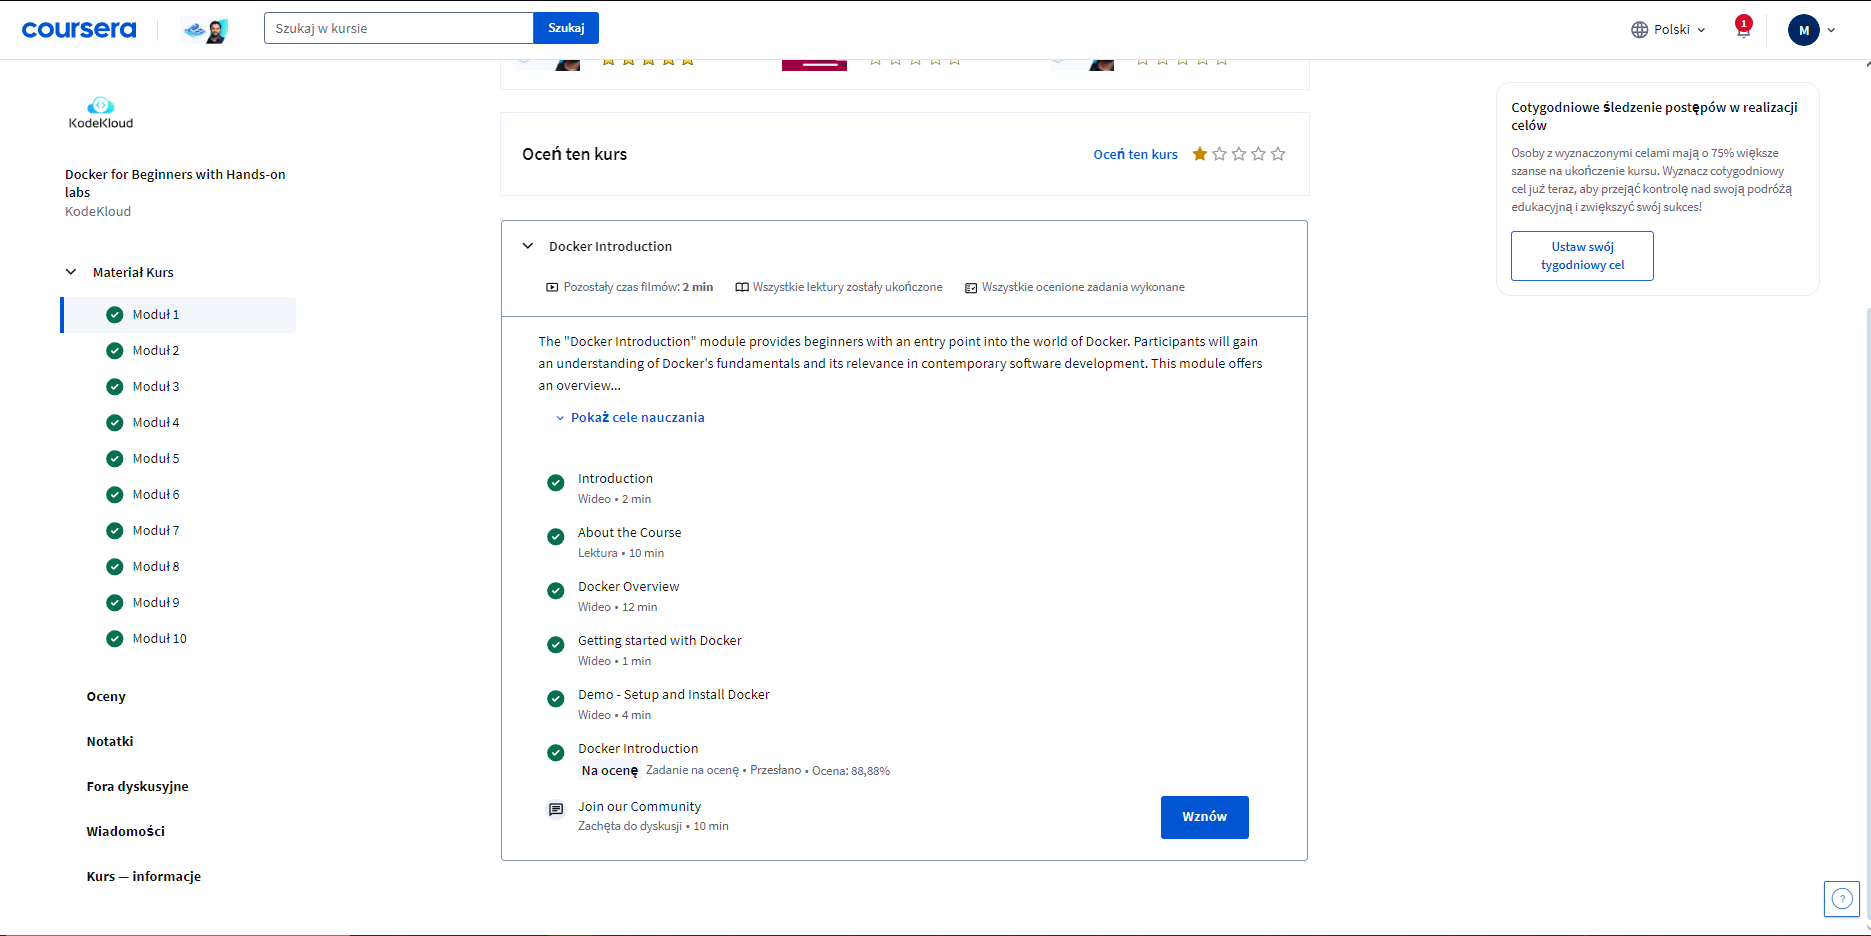 coursera
Szukaj w kursie
Szukaj
Polski
1
M
KodeKloud
Docker for Beginners with Hands-on
labs
KodeKloud
Materiał Kurs
Moduł 1
Moduł 2
Moduł 3
Moduł 4
Moduł 5
Moduł 6
Moduł 7
Moduł 8
Moduł 9
Moduł 10
Oceny
Notatki
Fora dyskusyjne
Wiadomości
Kurs — informacje
Oceń ten kurs
Oceń ten kurs
Docker Introduction
Pozostały czas filmów: 2 min
Wszystkie lektury zostały ukończone
Wszystkie ocenione zadania wykonane
The "Docker Introduction" module provides beginners with an entry point into the world of Docker. Participants will gain
an understanding of Docker's fundamentals and its relevance in contemporary software development. This module offers
an overview...
Pokaż cele nauczania
Introduction
Wideo • 2 min
About the Course
Lektura • 10 min
Docker Overview
Wideo • 12 min
Getting started with Docker
Wideo • 1 min
Demo - Setup and Install Docker
Wideo • 4 min
Docker Introduction
Na ocenę Zadanie na ocenę • Przesłano • Ocena: 88,88%
Join our Community
Zachęta do dyskusji • 10 min
Wznów
Cotygodniowe śledzenie postępów w realizacji
celów
Osoby z wyznaczonymi celami mają o 75% większe
szanse na ukończenie kursu. Wyznacz cotygodniowy
cel już teraz, aby przejąć kontrolę nad swoją podróżą
edukacyjną i zwiększyć swój sukces!
Ustaw swój
tygodniowy cel
?